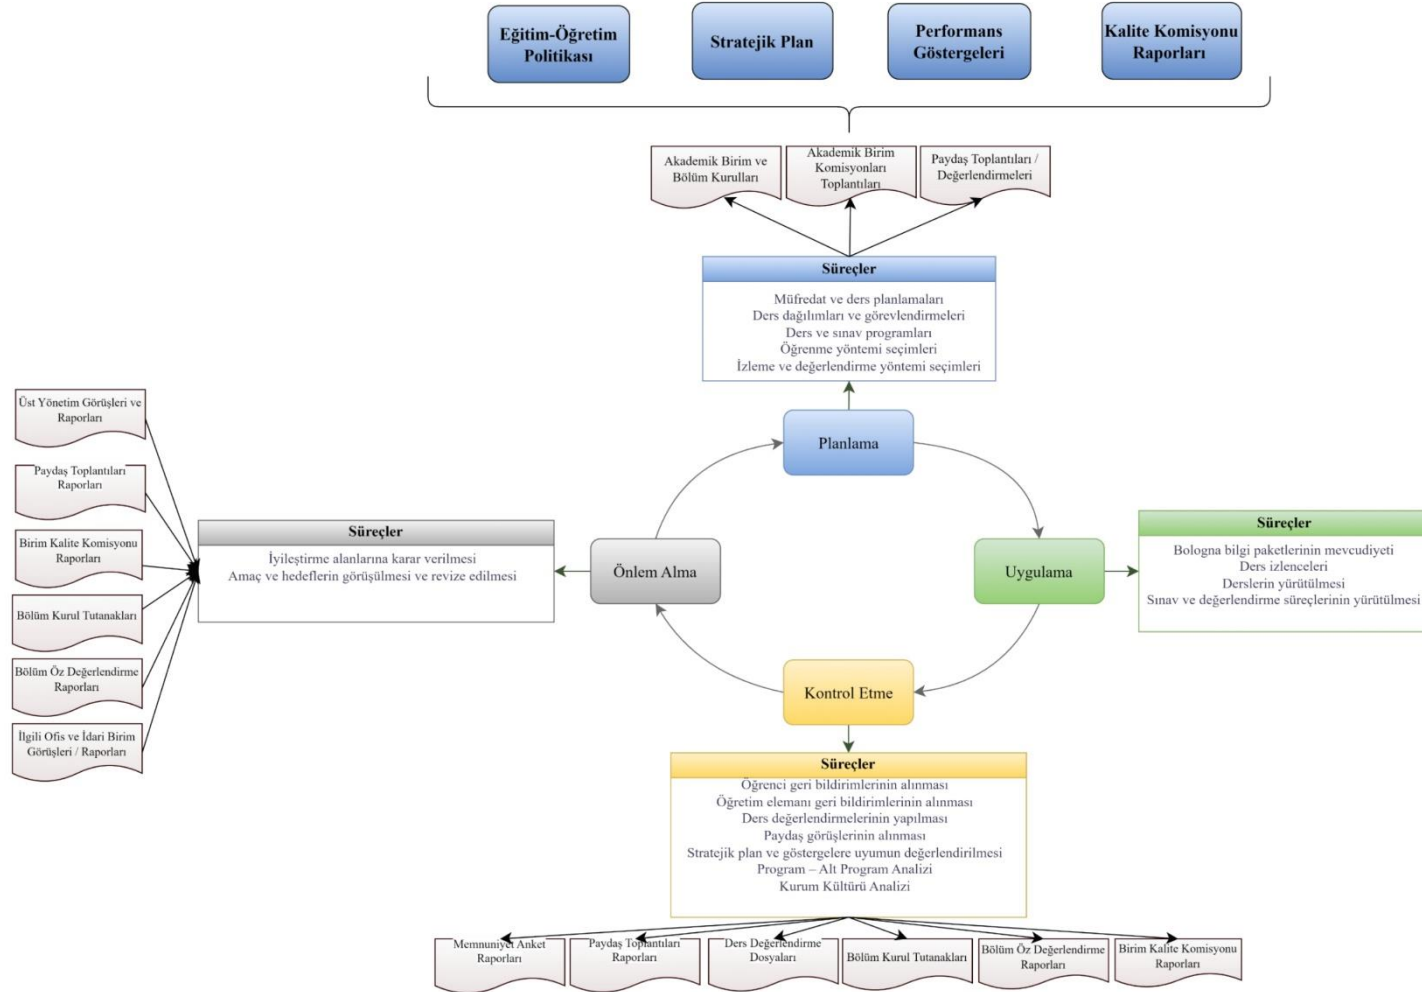 Eğitim-Öğretim
Politikası
Stratejik Plan
Performans
Göstergeleri
Kalite Komisyonu
Raporları
Akademik Birim ve
Bölüm Kurulları
Akademik Birim
Komisyonları
Toplantıları
Paydaş Toplantıları /
Değerlendirmeleri
Süreçler
Müfredat ve ders planlamaları
Ders dağılımları ve görevlendirmeleri
Ders ve sınav programları
Öğrenme yöntemi seçimleri
İzleme ve değerlendirme yöntemi seçimleri
Planlama
Üst Yönetim Görüşleri ve
Raporları
Paydaş Toplantıları
Raporları
Birim Kalite Komisyonu
Raporları
Bölüm Kurul Tutanakları
Bölüm Öz Değerlendirme
Raporları
İlgili Ofis ve İdari Birim
Görüşleri / Raporları
Süreçler
İyileştirme alanlarına karar verilmesi
Amaç ve hedeflerin görüşülmesi ve revize edilmesi
Önlem Alma
Uygulama
Süreçler
Bologna bilgi paketlerinin mevcudiyeti
Ders izlenceleri
Derslerin yürütülmesi
Sınav ve değerlendirme süreçlerinin yürütülmesi
Kontrol Etme
Süreçler
Öğrenci geri bildirimlerinin alınması
Öğretim elemanı geri bildirimlerinin alınması
Ders değerlendirmelerinin yapılması
Paydaş görüşlerinin alınması
Stratejik plan ve göstergelere uyumun değerlendirilmesi
Program – Alt Program Analizi
Kurum Kültürü Analizi
Memnuniyet Anket
Raporları
Paydaş Toplantıları
Raporları
Ders Değerlendirme
Dosyaları
Bölüm Kurul Tutanakları
Bölüm Öz Değerlendirme
Raporları
Birim Kalite Komisyonu
Raporları